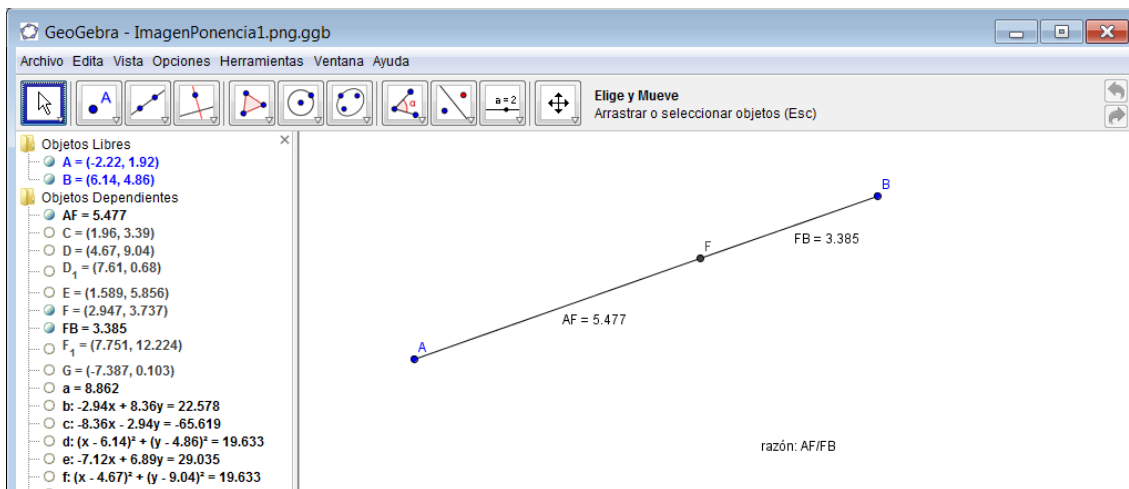 GeoGebra - ImagenPonencia1.png.ggb
Archivo Edita Vista Opciones Herramientas Ventana Ayuda
A
α
a = 2
Elige y Mueve
Arrastrar o seleccionar objetos (Esc)
Objetos Libres
A = (-2.22, 1.92)
B = (6.14, 4.86)
Objetos Dependientes
AF = 5.477
C = (1.96, 3.39)
D = (4.67, 9.04)
D₁ = (7.61, 0.68)
E = (1.589, 5.856)
F = (2.947, 3.737)
FB = 3.385
F₁ = (7.751, 12.224)
G = (-7.387, 0.103)
a = 8.862
b: -2.94x + 8.36y = 22.578
c: -8.36x - 2.94y = -65.619
d: (x - 6.14)² + (y - 4.86)² = 19.633
e: -7.12x + 6.89y = 29.035
f: (x - 4.67)² + (y - 9.04)² = 19.633
B
F
FB = 3.385
AF = 5.477
A
razón: AF/FB